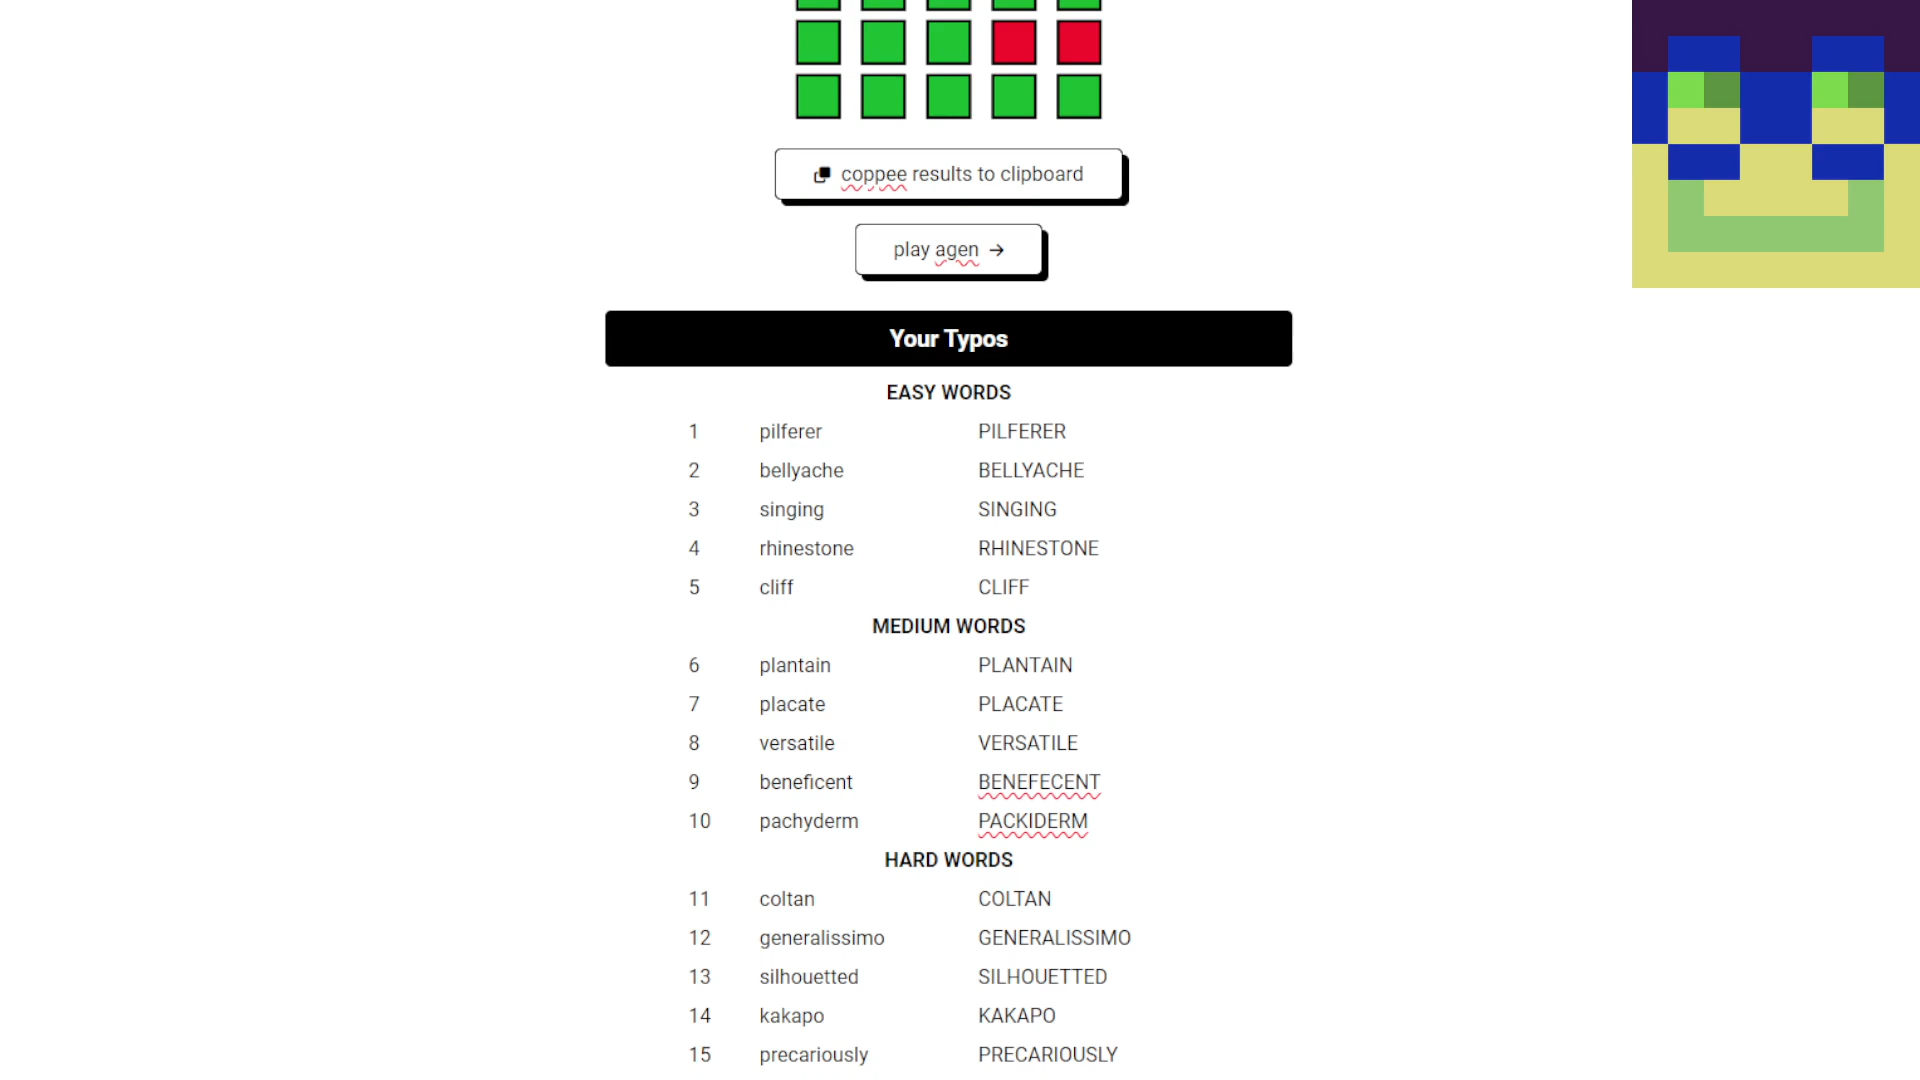 coppee results to clipboard
play agen →
Your Typos
EASY WORDS
1 pilferer PILFERER
2 bellyache BELLYACHE
3 singing SINGING
4 rhinestone RHINESTONE
5 cliff CLIFF
MEDIUM WORDS
6 plantain PLANTAIN
7 placate PLACATE
8 versatile VERSATILE
9 beneficent BENEFECENT
10 pachyderm PACKIDERM
HARD WORDS
11 coltan COLTAN
12 generalissimo GENERALISSIMO
13 silhouetted SILHOUETTED
14 kakapo KAKAPO
15 precariously PRECARIOUSLY